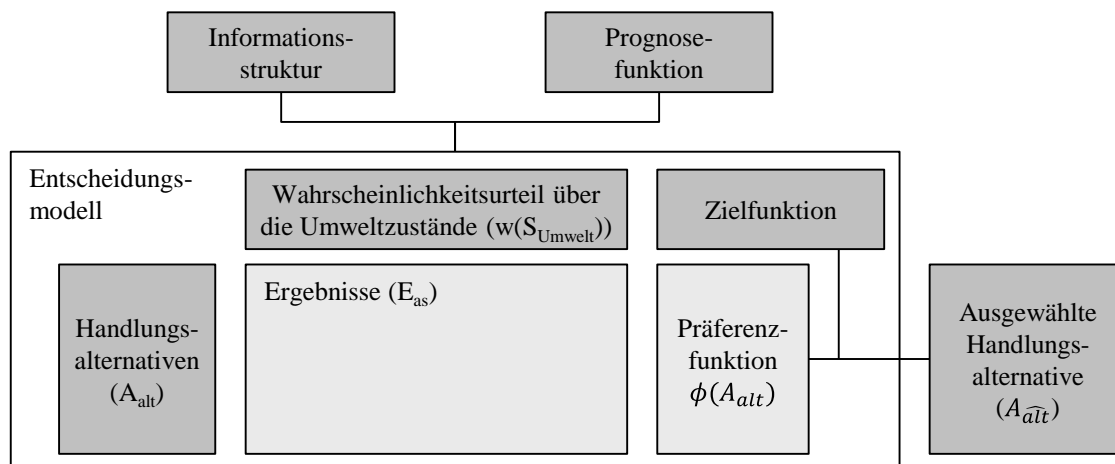 Informations-
struktur
Prognose-
funktion
Entscheidungs-
modell
Wahrscheinlichkeitsurteil über
die Umweltzustände (w(S_Umwelt))
Zielfunktion
Handlungs-
alternativen
(A_alt)
Ergebnisse (E_as)
Präferenz-
funktion
𝜙(𝐴_𝑎𝑙𝑡)
Ausgewählte
Handlungs-
alternative
(𝐴_𝑎𝑙𝑡̂)